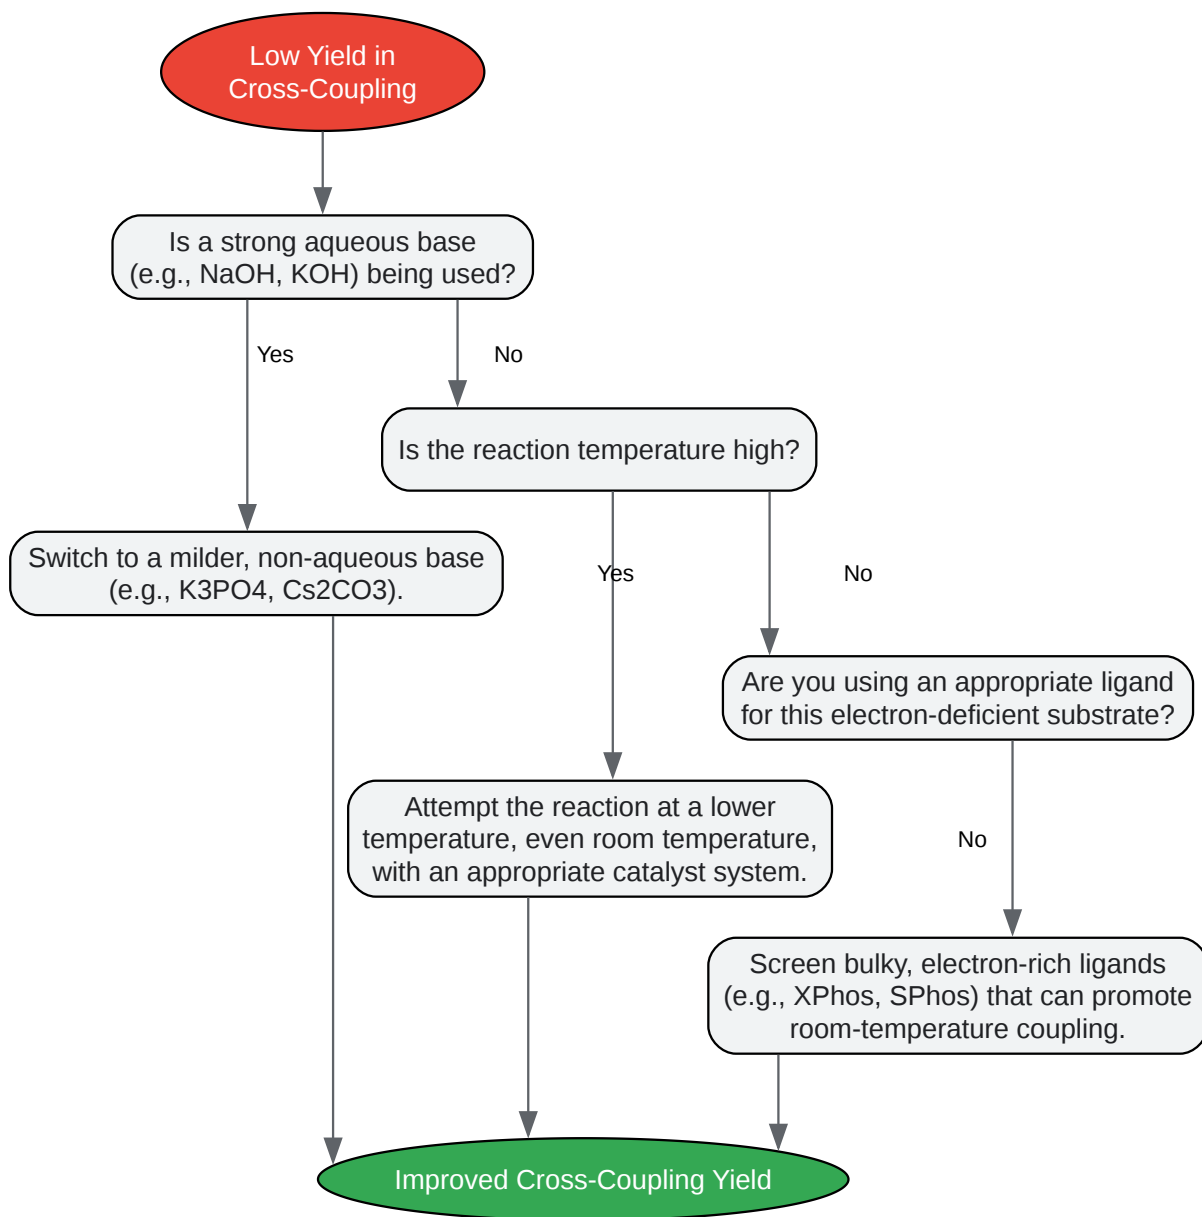 Low Yield in
Cross-Coupling
Is a strong aqueous base
(e.g., NaOH, KOH) being used?
Yes
No
Is the reaction temperature high?
Switch to a milder, non-aqueous base
(e.g., K3PO4, Cs2CO3).
Yes
No
Are you using an appropriate ligand
for this electron-deficient substrate?
Attempt the reaction at a lower
temperature, even room temperature,
with an appropriate catalyst system.
No
Screen bulky, electron-rich ligands
(e.g., XPhos, SPhos) that can promote
room-temperature coupling.
Improved Cross-Coupling Yield